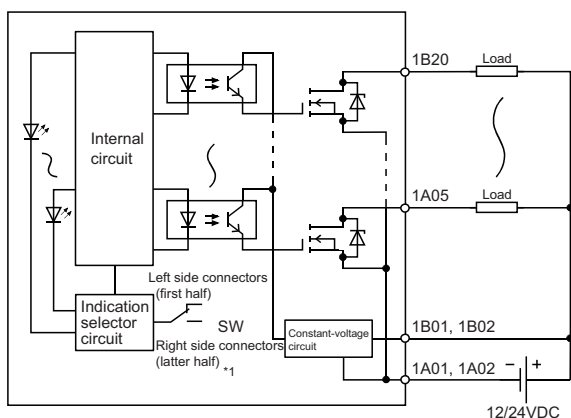 1B20
Load
Internal
circuit
1A05
Load
Left side connectors
(first half)
Indication
selector
circuit
SW
Right side connectors
(latter half)
*1
Constant-voltage
circuit
1B01, 1B02
1A01, 1A02
− +
12/24VDC